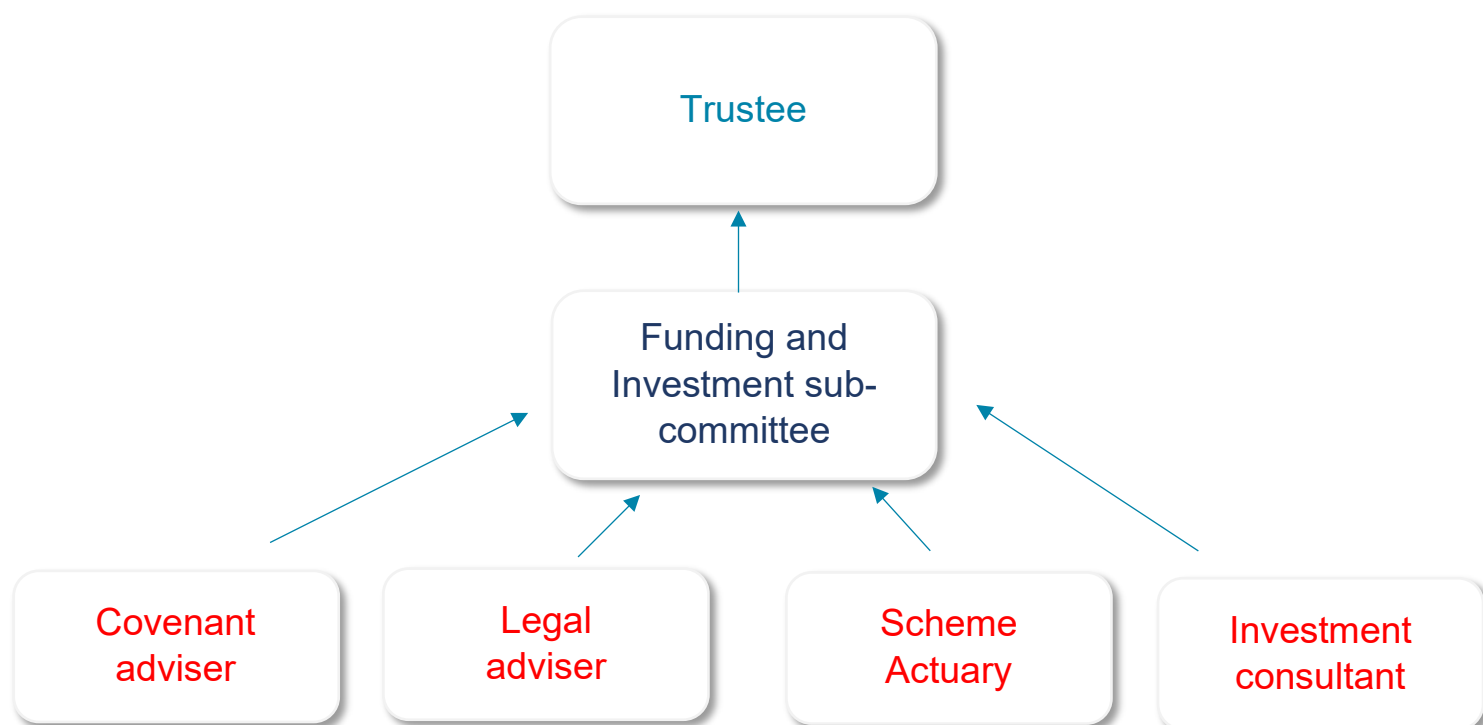 Trustee
Funding and
Investment sub-
committee
Covenant
adviser
Legal
adviser
Scheme
Actuary
Investment
consultant